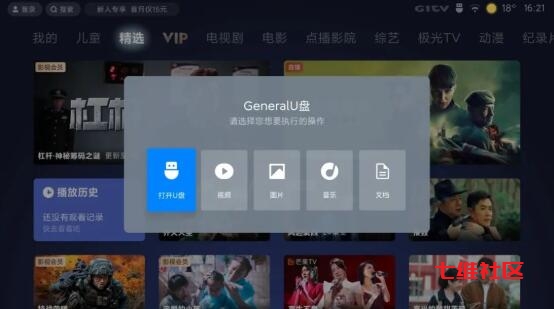 登录
搜索
新人专享 首月仅15元
GITV
18°
16:21
我的
儿童
精选
VIP
电视剧
电影
点播影院
综艺
极光TV
动漫
纪录片
影视会员
杠杆
直播
杠杆-神秘筹码之谜
GeneralU盘
请选择您想要执行的操作
打开U盘
视频
图片
音乐
文档
播放历史
还没有观看记录
快去看看吧
影视会员
芒果TV
影视会员
七维社区